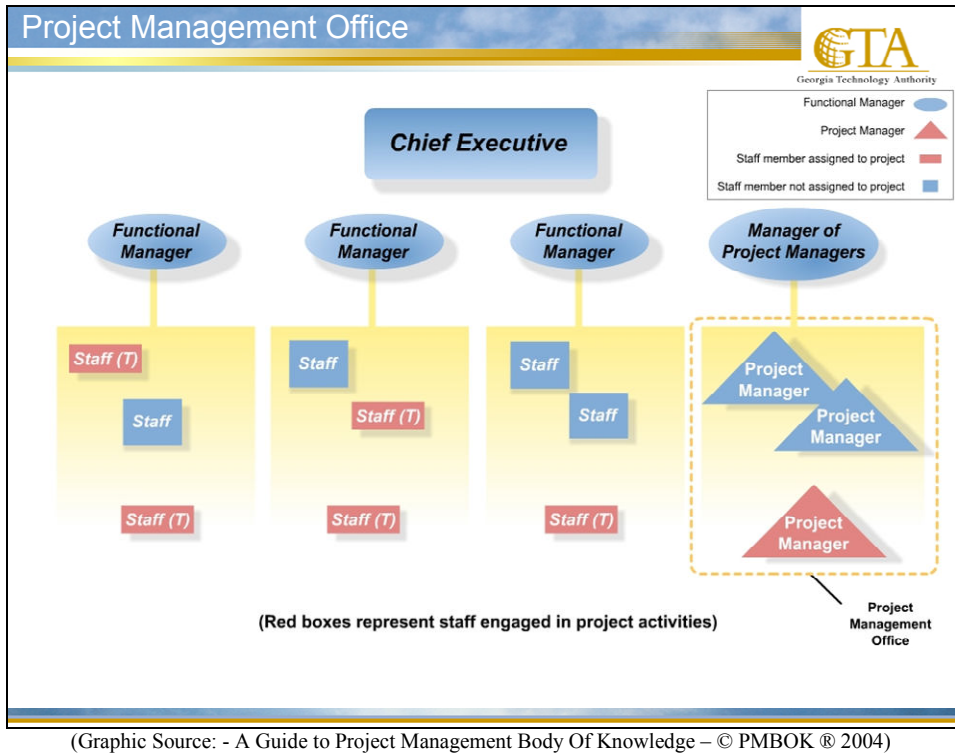 Project Management Office
GTA
Georgia Technology Authority
Functional Manager
Project Manager
Staff member assigned to project
Staff member not assigned to project
Chief Executive
Functional
Manager
Functional
Manager
Functional
Manager
Manager of
Project Managers
Staff (T)
Staff
Staff (T)
Staff
Staff (T)
Staff (T)
Staff
Staff
Staff (T)
Project
Manager
Project
Manager
Project
Manager
Project
Management
Office
(Red boxes represent staff engaged in project activities)
(Graphic Source: - A Guide to Project Management Body Of Knowledge – © PMBOK ® 2004)